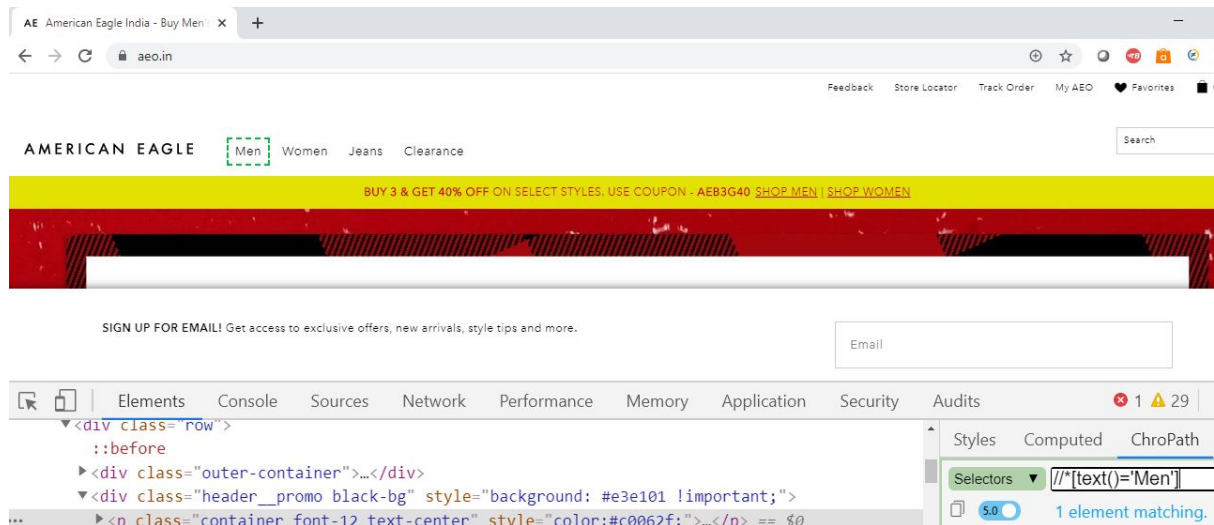 AE American Eagle India - Buy Men'
aeo.in
Feedback Store Locator Track Order My AEO Favorites
AMERICAN EAGLE Men Women Jeans Clearance Search
BUY 3 & GET 40% OFF ON SELECT STYLES. USE COUPON - AEB3G40 SHOP MEN | SHOP WOMEN
SIGN UP FOR EMAIL! Get access to exclusive offers, new arrivals, style tips and more.
Email
Elements Console Sources Network Performance Memory Application Security Audits 1 29
<div class="row">
::before
<div class="outer-container">…</div>
<div class="header__promo black-bg" style="background: #e3e101 !important;">
<p class="container font-12 text-center" style="color:#c0062f;">…</p> == $0
Styles Computed ChroPath
Selectors //*[text()='Men']
5.0 1 element matching.